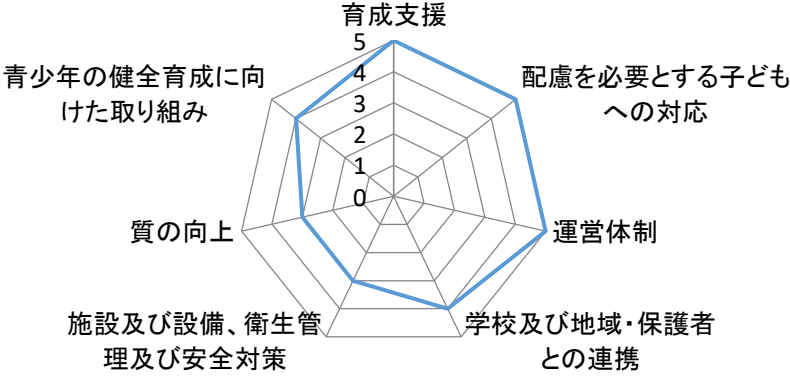 育成支援
配慮を必要とする子ども
への対応
運営体制
学校及び地域・保護者
との連携
施設及び設備、衛生管
理及び安全対策
質の向上
青少年の健全育成に向
けた取り組み
5
4
3
2
1
0